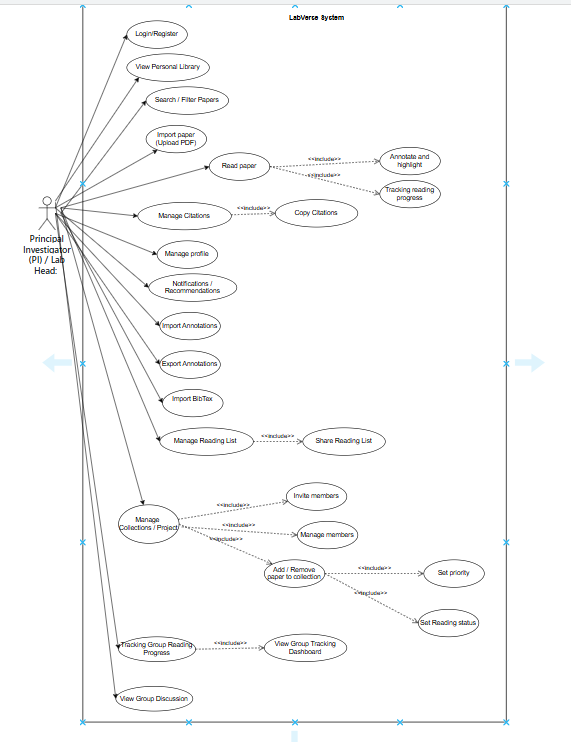 LabVerse System
Login/Register
View Personal Library
Search / Filter Papers
Import paper
(Upload PDF)
Read paper
<<include>>
Annotate and
highlight
<<include>>
Tracking reading
progress
Manage Citations
<<include>>
Copy Citations
Principal
Investigator
(PI) / Lab
Head:
Manage profile
Notifications /
Recommendations
Import Annotations
Export Annotations
Import BibTex
Manage Reading List
<<include>>
Share Reading List
Manage
Collections / Project
<<include>>
Invite members
<<include>>
Manage members
<<include>>
Add / Remove
paper to collection
<<include>>
Set priority
<<include>>
Set Reading status
Tracking Group Reading
Progress
<<include>>
View Group Tracking
Dashboard
View Group Discussion